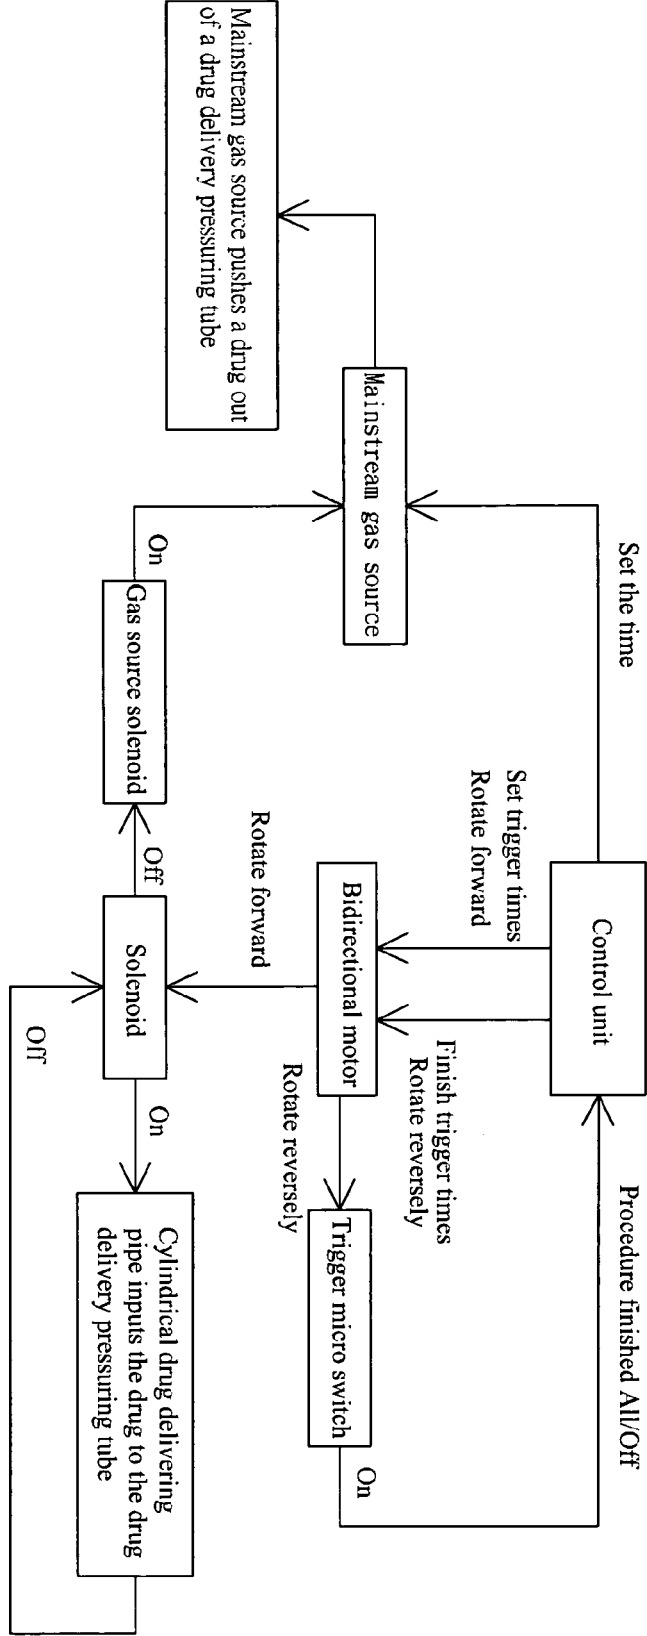 Control unit
Set the time
Procedure finished All/Off
Set trigger times
Rotate forward
Finish trigger times
Rotate reversely
Mainstream gas source
Bidirectional motor
Trigger micro switch
On
Mainstream gas source pushes a drug out
of a drug delivery pressuring tube
Rotate forward
Rotate reversely
On
Gas source solenoid
Off
Solenoid
On
Cylindrical drug delivering
pipe inputs the drug to the drug
delivery pressuring tube
Off